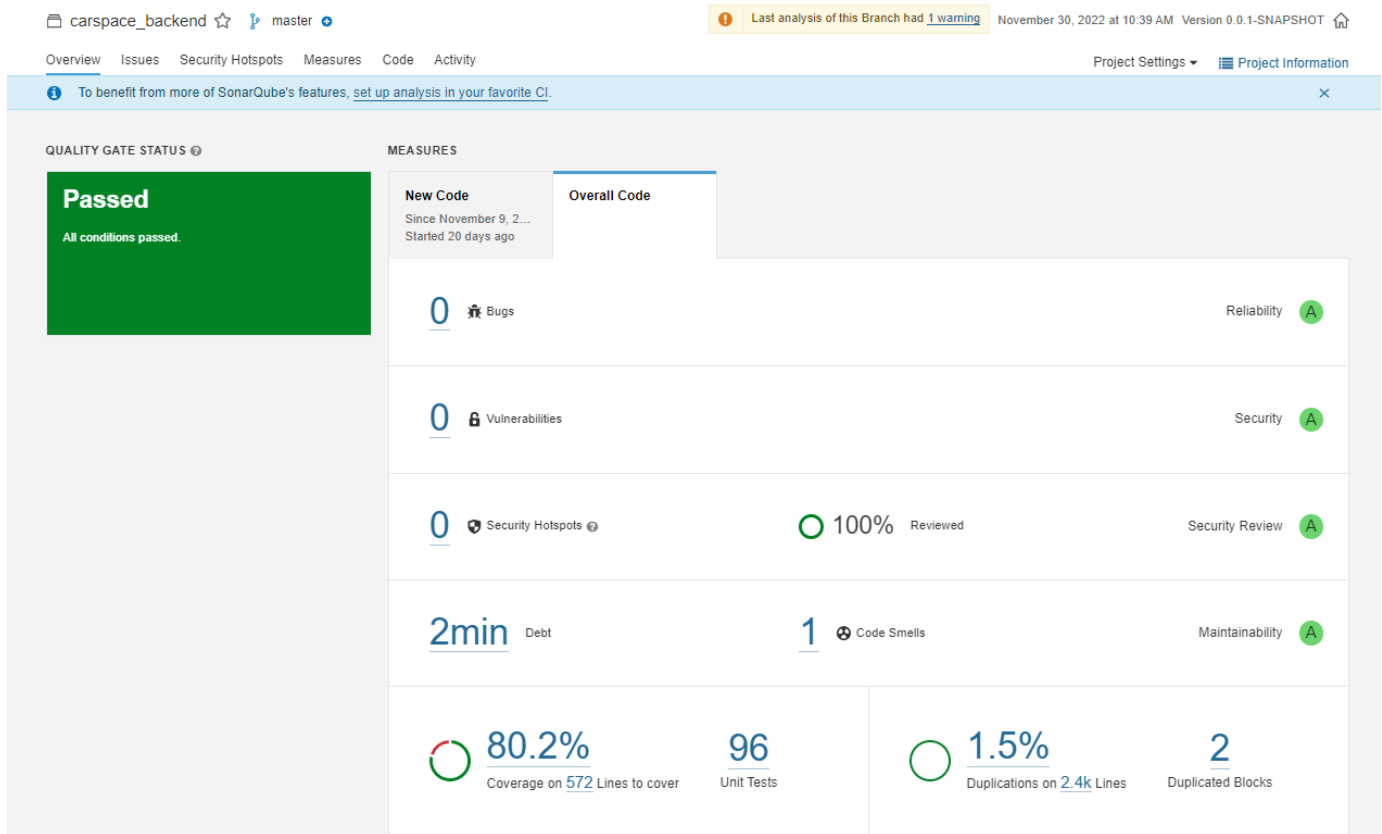 carspace_backend master Last analysis of this Branch had 1 warning November 30, 2022 at 10:39 AM Version 0.0.1-SNAPSHOT
Overview Issues Security Hotspots Measures Code Activity Project Settings Project Information
To benefit from more of SonarQube's features, set up analysis in your favorite CI.
QUALITY GATE STATUS
MEASURES
Passed
All conditions passed.
New Code
Since November 9, 2...
Started 20 days ago
Overall Code
0 Bugs Reliability A
0 Vulnerabilities Security A
0 Security Hotspots 100% Reviewed Security Review A
2min Debt 1 Code Smells Maintainability A
80.2%
Coverage on 572 Lines to cover
96
Unit Tests
1.5%
Duplications on 2.4k Lines
2
Duplicated Blocks